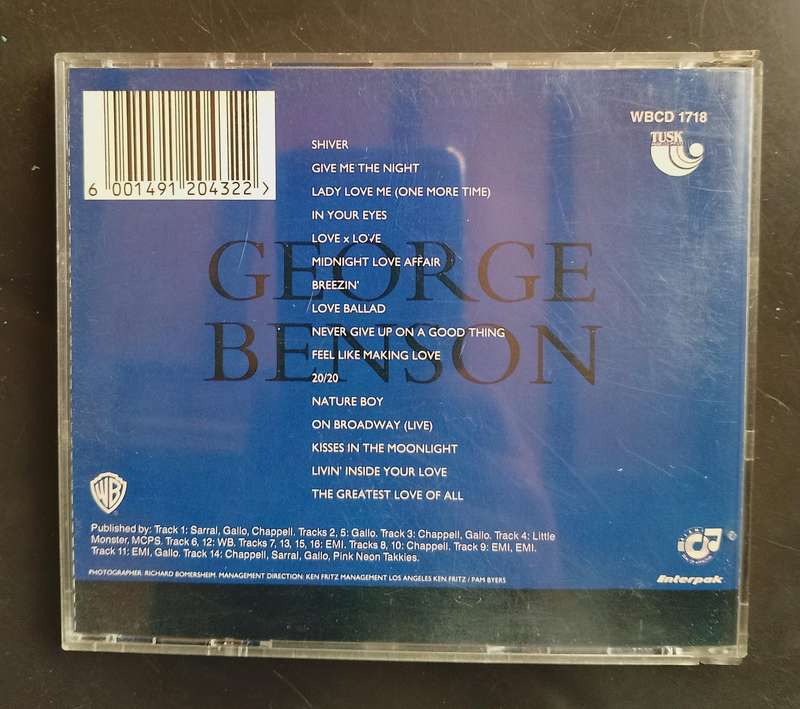 WBCD 1718
TUSK
6 001491 204322 >
SHIVER
GIVE ME THE NIGHT
LADY LOVE ME (ONE MORE TIME)
IN YOUR EYES
LOVE x LOVE
MIDNIGHT LOVE AFFAIR
BREEZIN'
LOVE BALLAD
NEVER GIVE UP ON A GOOD THING
FEEL LIKE MAKING LOVE
20/20
NATURE BOY
ON BROADWAY (LIVE)
KISSES IN THE MOONLIGHT
LIVIN' INSIDE YOUR LOVE
THE GREATEST LOVE OF ALL
GEORGE
BENSON
WB
Published by: Track 1: Sarral, Gallo, Chappell. Tracks 2, 5: Gallo. Track 3: Chappell, Gallo. Track 4: Little
Monster, MCPS. Track 6, 12: WB. Tracks 7, 13, 15, 16: EMI. Tracks 8, 10: Chappell. Track 9: EMI, EMI.
Track 11: EMI, Gallo. Track 14: Chappell, Sarral, Gallo, Pink Neon Takkies.
PHOTOGRAPHER: RICHARD BOMERSHEIM. MANAGEMENT DIRECTION: KEN FRITZ MANAGEMENT LOS ANGELES KEN FRITZ / PAM BYERS
Interpak